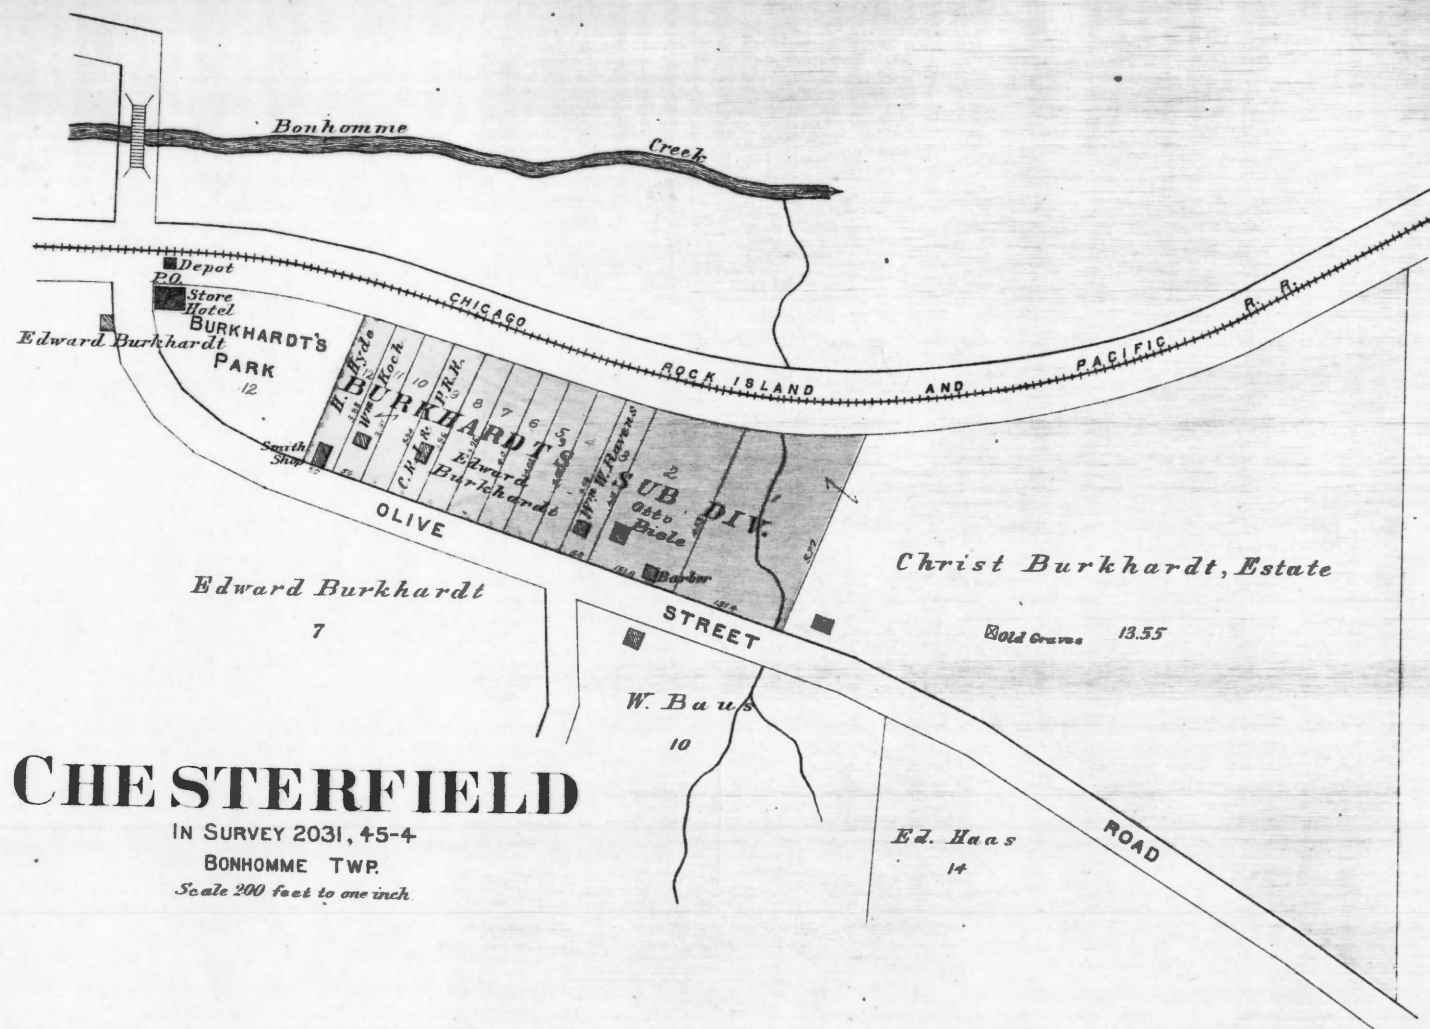 Bonhomme Creek
Depot
P.O.
Store
Hotel
Edward Burkhardt
BURKHARDT'S
PARK
12
CHICAGO ROCK ISLAND AND PACIFIC R. R.
H. Hyde
12
Wm Koch
11
10
C. R. I. & P. R. R.
9
8
7
6
5
4
Wm W. Ravens
3
2
1
BURKHARDT SUB DIV.
Edward
Burkhardt
Otto
Smith
Shop
Barber
577
OLIVE STREET ROAD
Edward Burkhardt
7
Christ Burkhardt, Estate
Old Graves 13.55
W. Baus
10
Ed. Haas
14
CHESTERFIELD
IN SURVEY 2031, 45-4
BONHOMME TWP.
Scale 200 feet to one inch